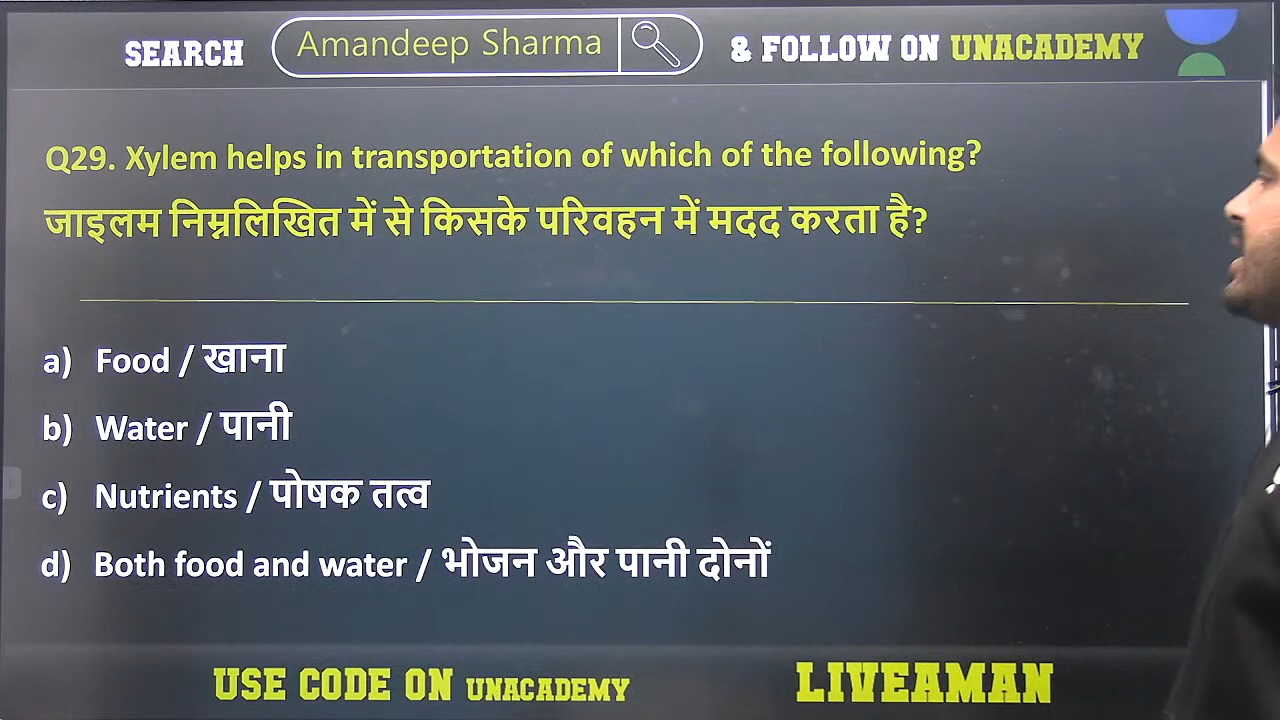 SEARCH Amandeep Sharma & FOLLOW ON UNACADEMY
Q29. Xylem helps in transportation of which of the following?
जाइलम निम्नलिखित में से किसके परिवहन में मदद करता है?
a) Food / खाना
b) Water / पानी
c) Nutrients / पोषक तत्व
d) Both food and water / भोजन और पानी दोनों
USE CODE ON UNACADEMY LIVEAMAN